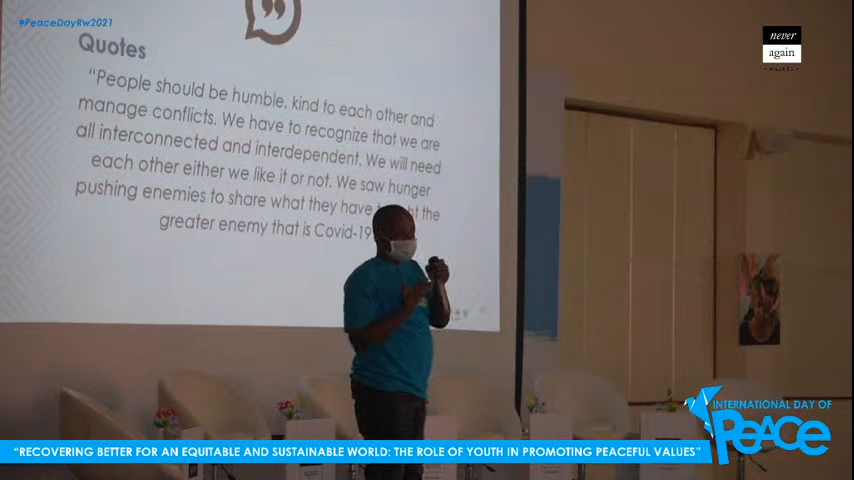 #PeaceDayRw2021
never
again
Quotes
"People should be humble, kind to each other and
manage conflicts. We have to recognize that we are
all interconnected and interdependent. We will need
each other either we like it or not. We saw hunger
pushing enemies to share what they have the
greater enemy that is Covid-19
INTERNATIONAL DAY OF
PEACE
"RECOVERING BETTER FOR AN EQUITABLE AND SUSTAINABLE WORLD: THE ROLE OF YOUTH IN PROMOTING PEACEFUL VALUES"